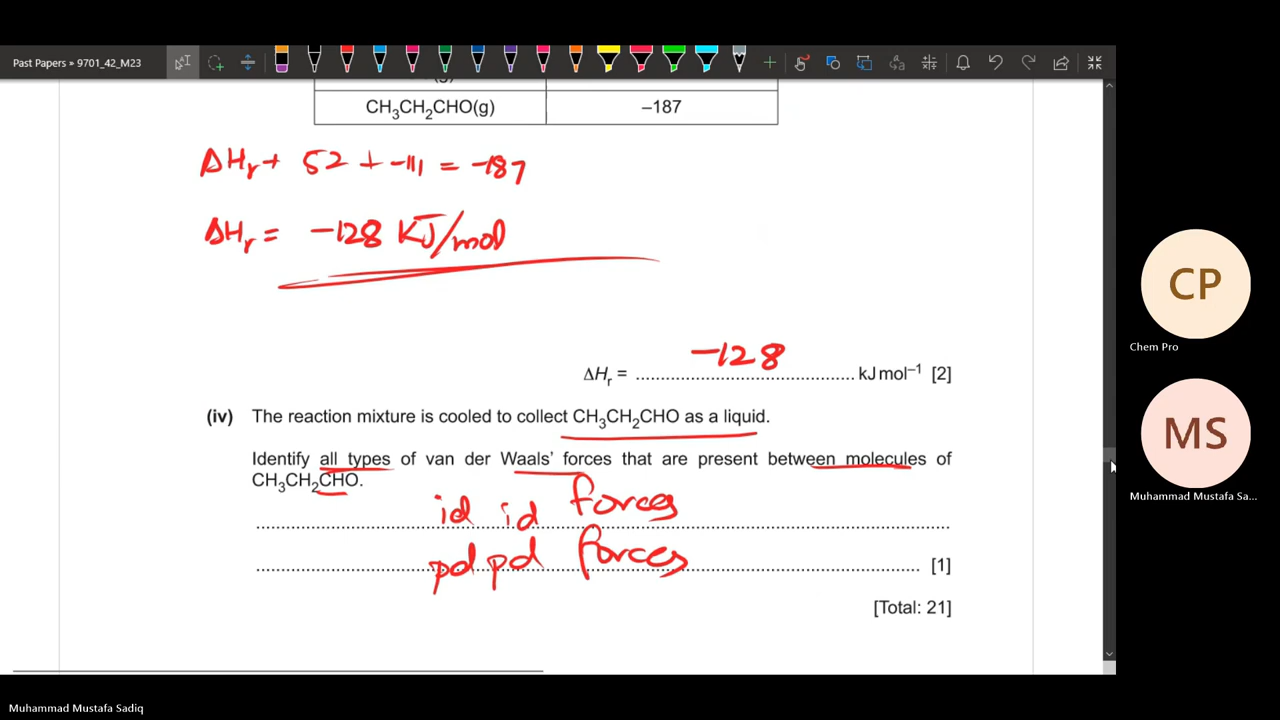 Past Papers » 9701_42_M23
CH₃CH₂CHO(g) –187
ΔHr + 52 + -111 = -187
ΔHr = -128 KJ/mol
-128
ΔHr = .......................................... kJ mol⁻¹ [2]
(iv) The reaction mixture is cooled to collect CH₃CH₂CHO as a liquid.
Identify all types of van der Waals' forces that are present between molecules of
CH₃CH₂CHO.
id id forces
pd pd forces
[1]
[Total: 21]
CP
Chem Pro
MS
Muhammad Mustafa Sa...
Muhammad Mustafa Sadiq